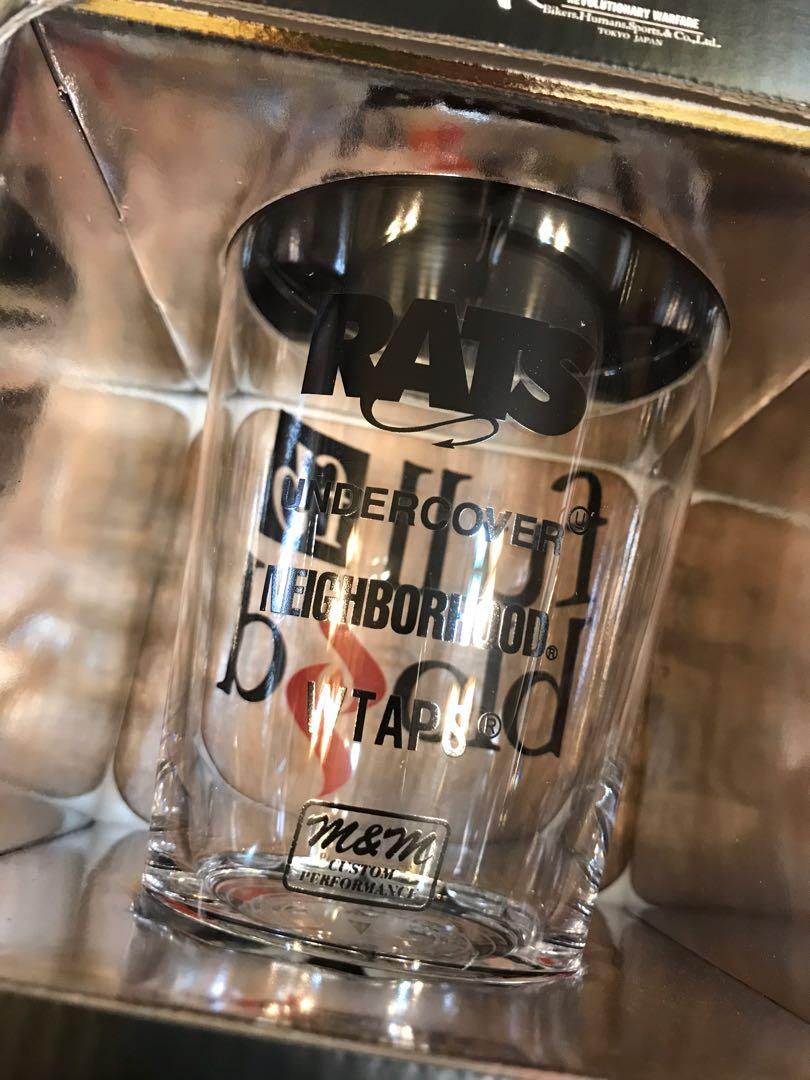 REVOLUTIONARY WARFARE
Bikers,Humans,Sports,& Co.,Ltd.
TOKYO JAPAN
RATS
UNDERCOVER Ⓤ
NEIGHBORHOOD®
WTAPS®
M&M
CUSTOM
PERFORMANCE